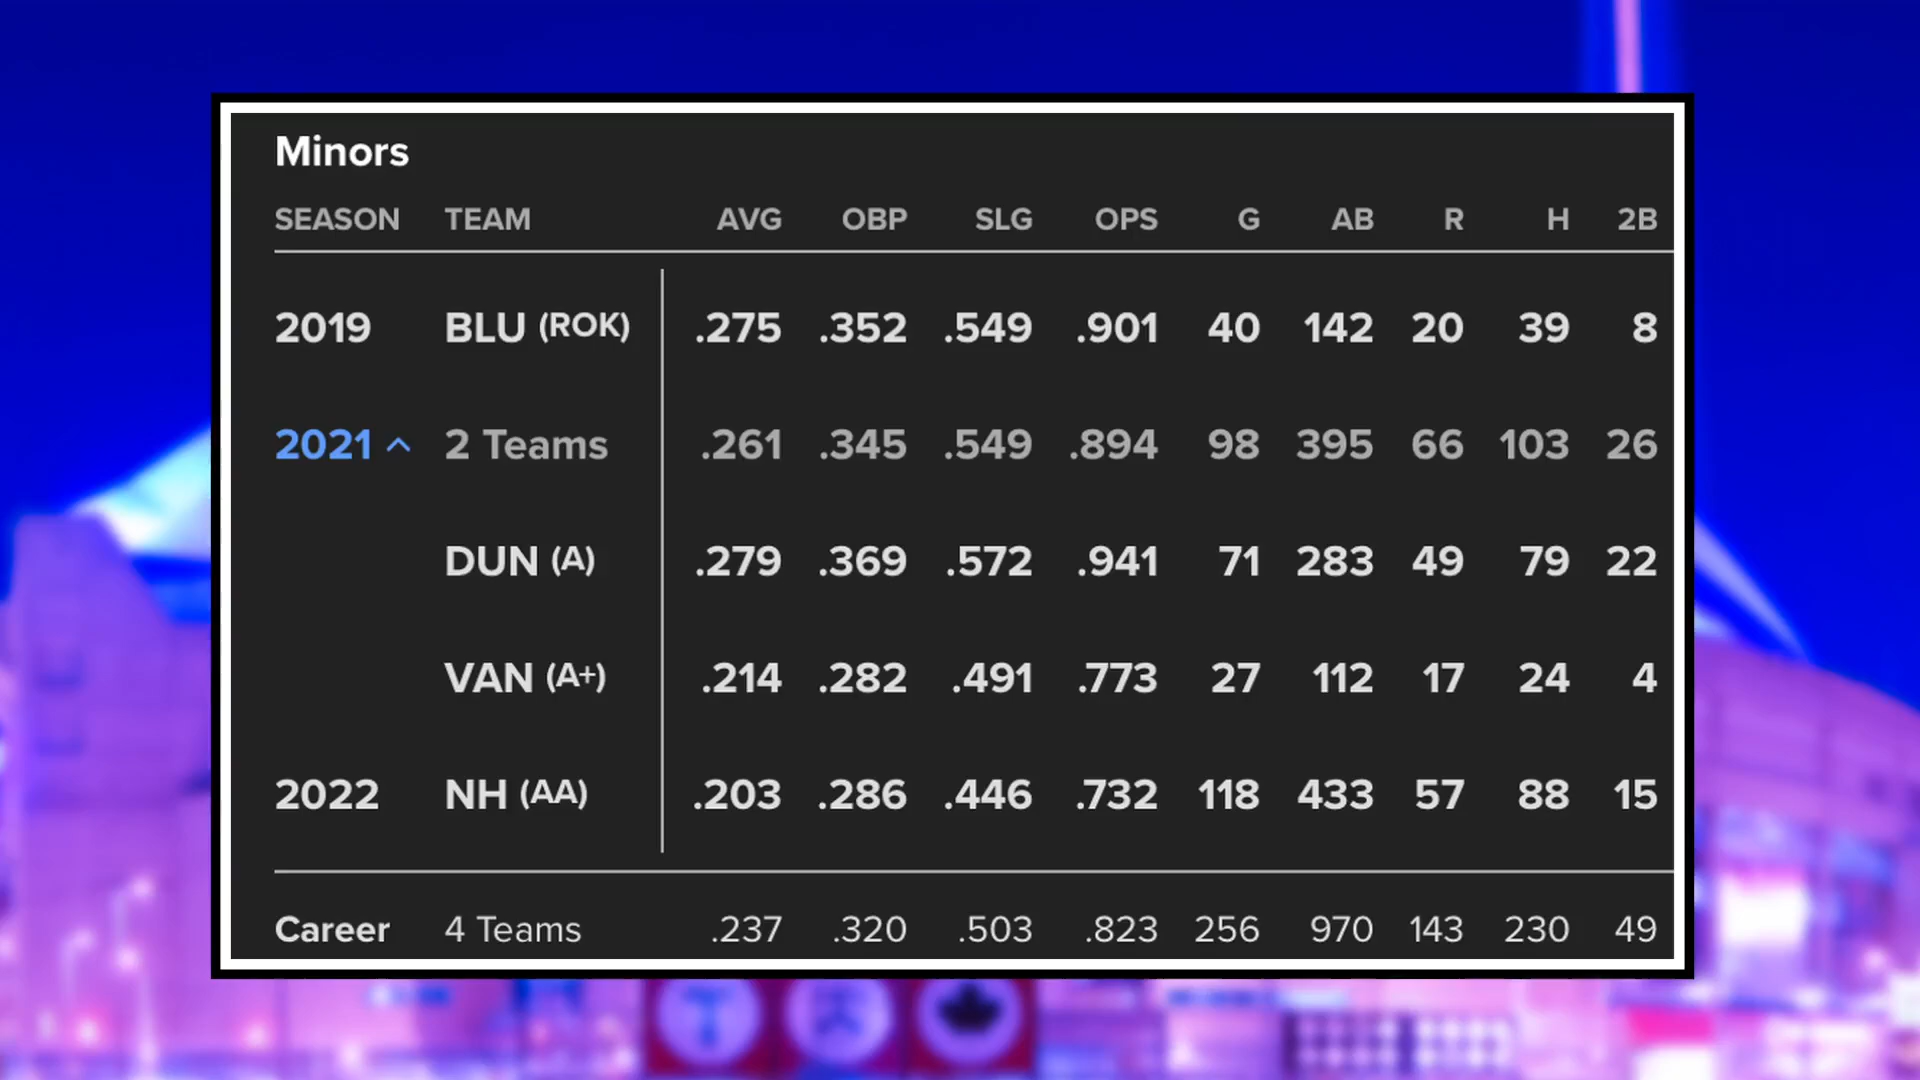 Minors
SEASON TEAM AVG OBP SLG OPS G AB R H 2B
2019 BLU (ROK) .275 .352 .549 .901 40 142 20 39 8
2021 ^ 2 Teams .261 .345 .549 .894 98 395 66 103 26
DUN (A) .279 .369 .572 .941 71 283 49 79 22
VAN (A+) .214 .282 .491 .773 27 112 17 24 4
2022 NH (AA) .203 .286 .446 .732 118 433 57 88 15
Career 4 Teams .237 .320 .503 .823 256 970 143 230 49